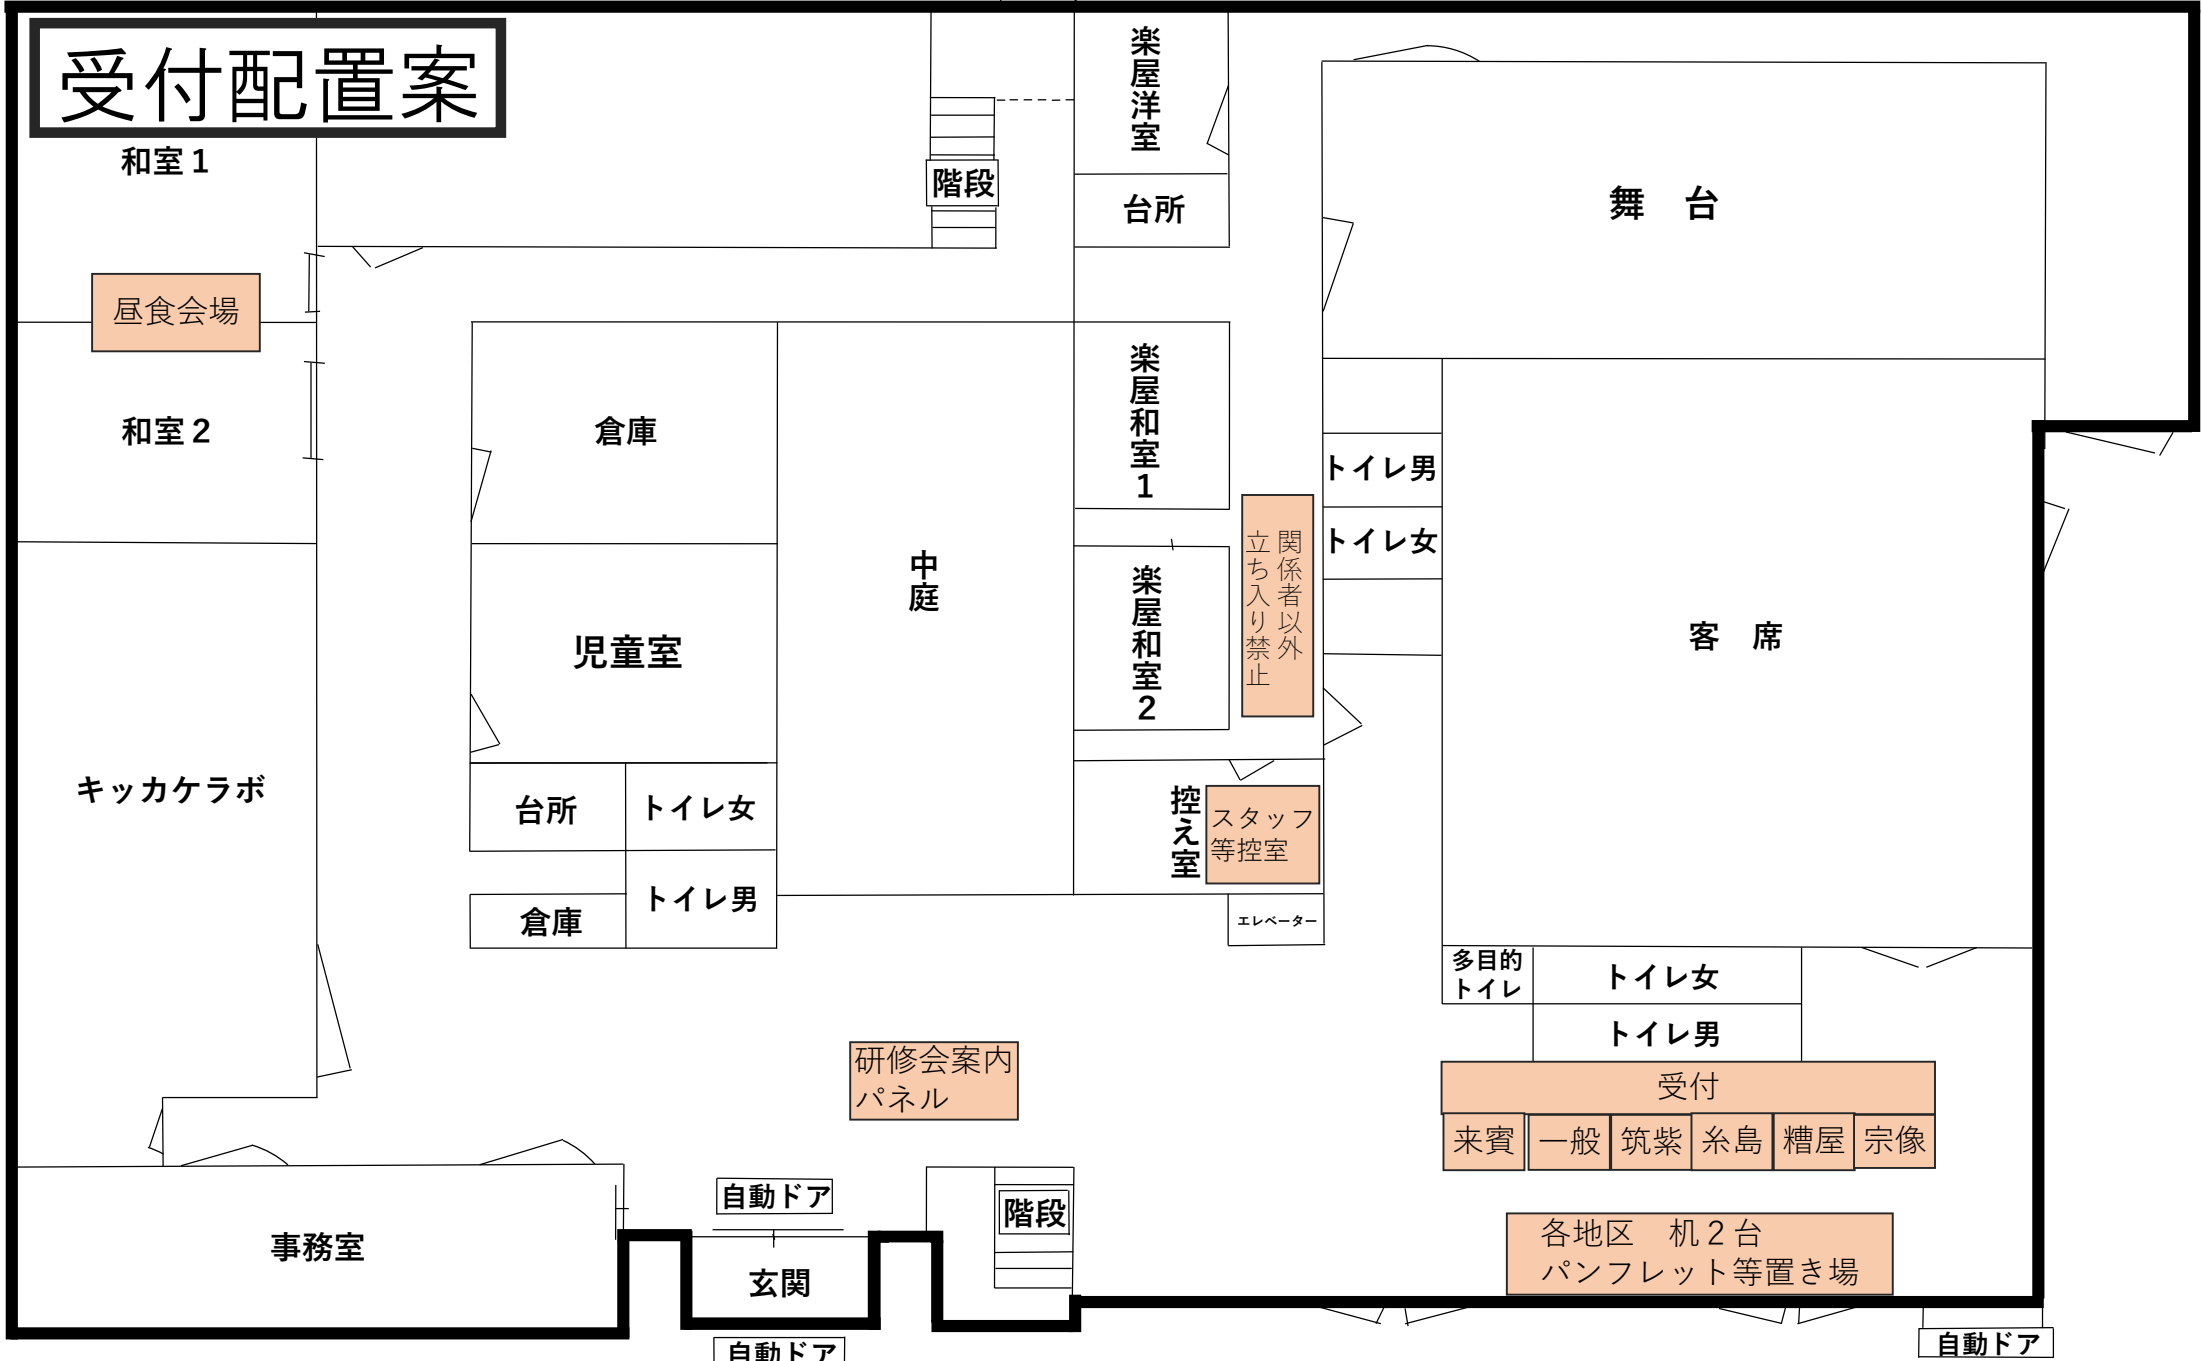 受付配置案
和室１
階段
楽屋洋室
台所
舞　台
昼食会場
和室２
倉庫
楽屋和室１
トイレ男
トイレ女
関係者以外
立ち入り禁止
中庭
楽屋和室２
児童室
客　席
キッカケラボ
台所
トイレ女
控え室
スタッフ
等控室
トイレ男
倉庫
エレベーター
多目的
トイレ
トイレ女
トイレ男
研修会案内
パネル
受付
来賓
一般
筑紫
糸島
糟屋
宗像
自動ドア
階段
事務室
玄関
各地区　机２台
パンフレット等置き場
自動ドア
自動ドア